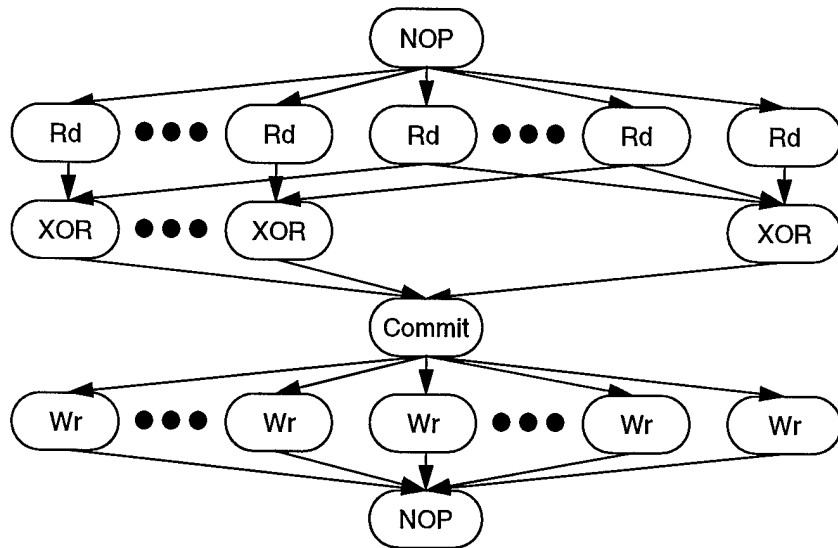 NOP
Rd Rd Rd Rd Rd
XOR XOR XOR
Commit
Wr Wr Wr Wr Wr
NOP